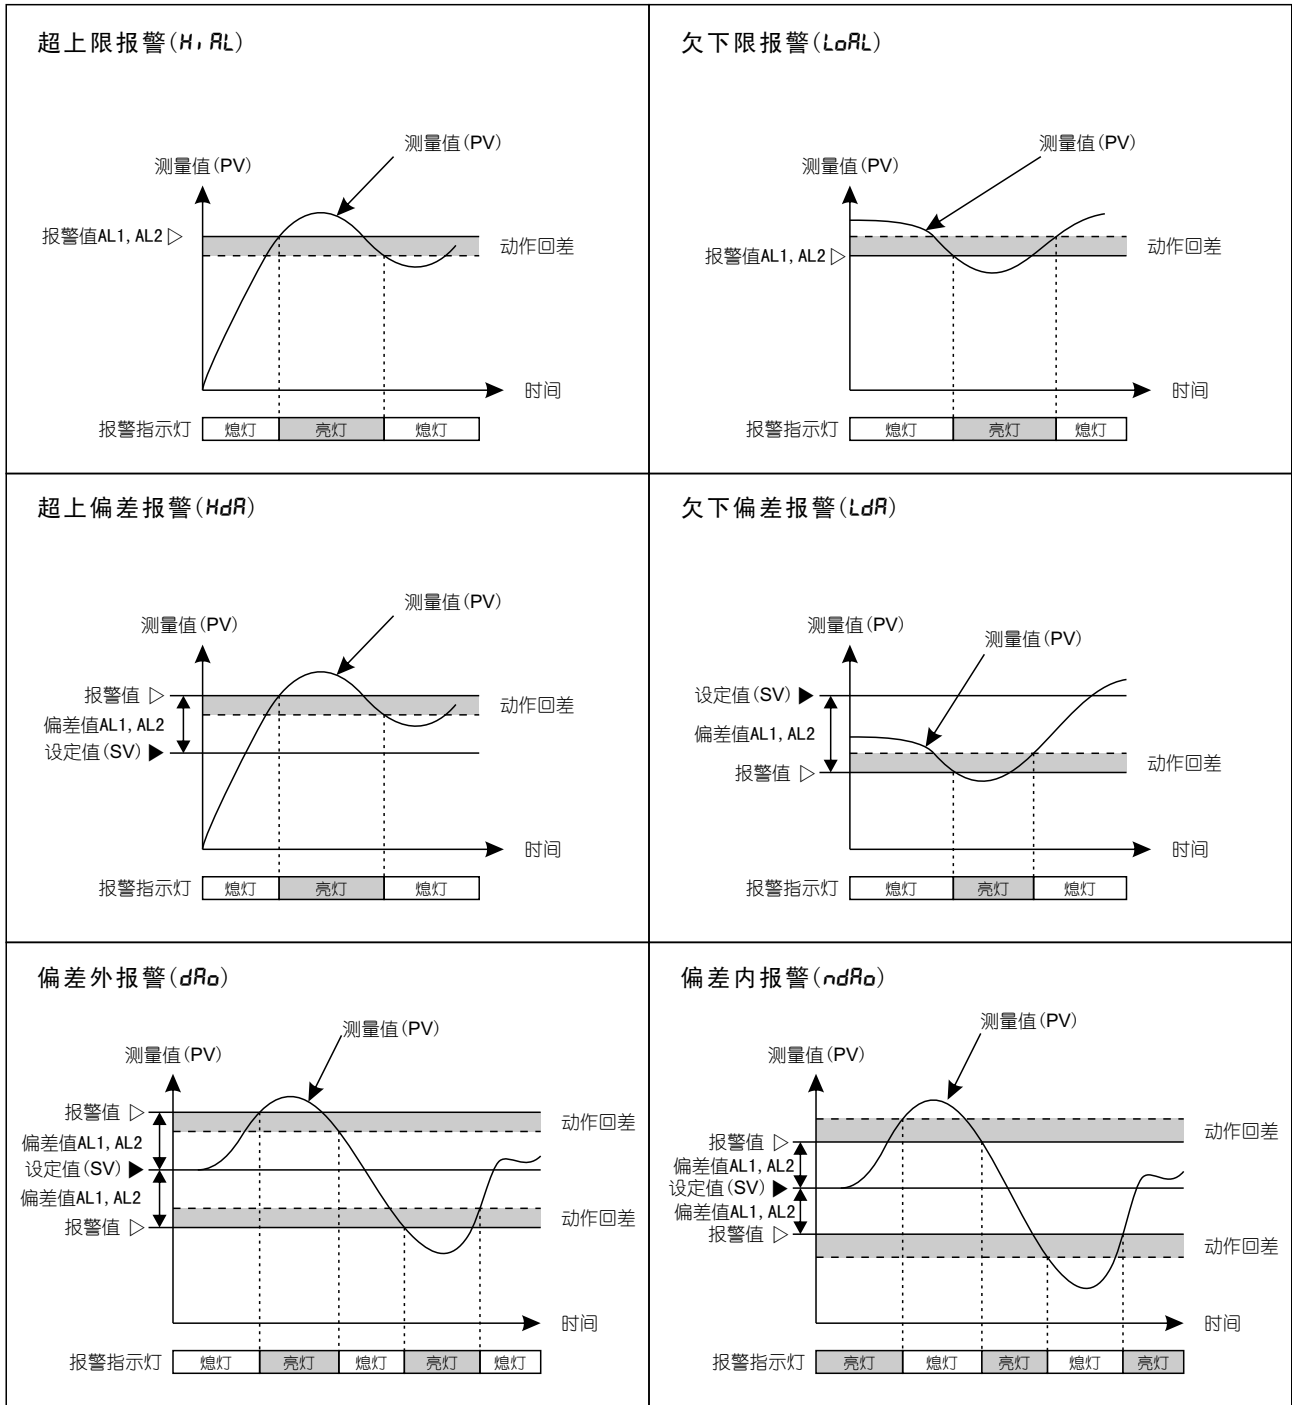 超上限报警(HiAL)
测量值(PV)
测量值(PV)
报警值AL1, AL2 ▷
动作回差
时间
报警指示灯 熄灯 亮灯 熄灯
欠下限报警(LoAL)
测量值(PV)
测量值(PV)
报警值AL1, AL2 ▷
动作回差
时间
报警指示灯 熄灯 亮灯 熄灯
超上偏差报警(HdA)
测量值(PV)
测量值(PV)
报警值 ▷
动作回差
偏差值AL1, AL2
设定值(SV) ▶
时间
报警指示灯 熄灯 亮灯 熄灯
欠下偏差报警(LdA)
测量值(PV)
测量值(PV)
设定值(SV) ▶
偏差值AL1, AL2
报警值 ▷
动作回差
时间
报警指示灯 熄灯 亮灯 熄灯
偏差外报警(dAo)
测量值(PV)
测量值(PV)
报警值 ▷
动作回差
偏差值AL1, AL2
设定值(SV) ▶
偏差值AL1, AL2
报警值 ▷
动作回差
时间
报警指示灯 熄灯 亮灯 熄灯 亮灯 熄灯
偏差内报警(ndAo)
测量值(PV)
测量值(PV)
动作回差
报警值 ▷
偏差值AL1, AL2
设定值(SV) ▶
偏差值AL1, AL2
报警值 ▷
动作回差
时间
报警指示灯 亮灯 熄灯 亮灯 熄灯 亮灯